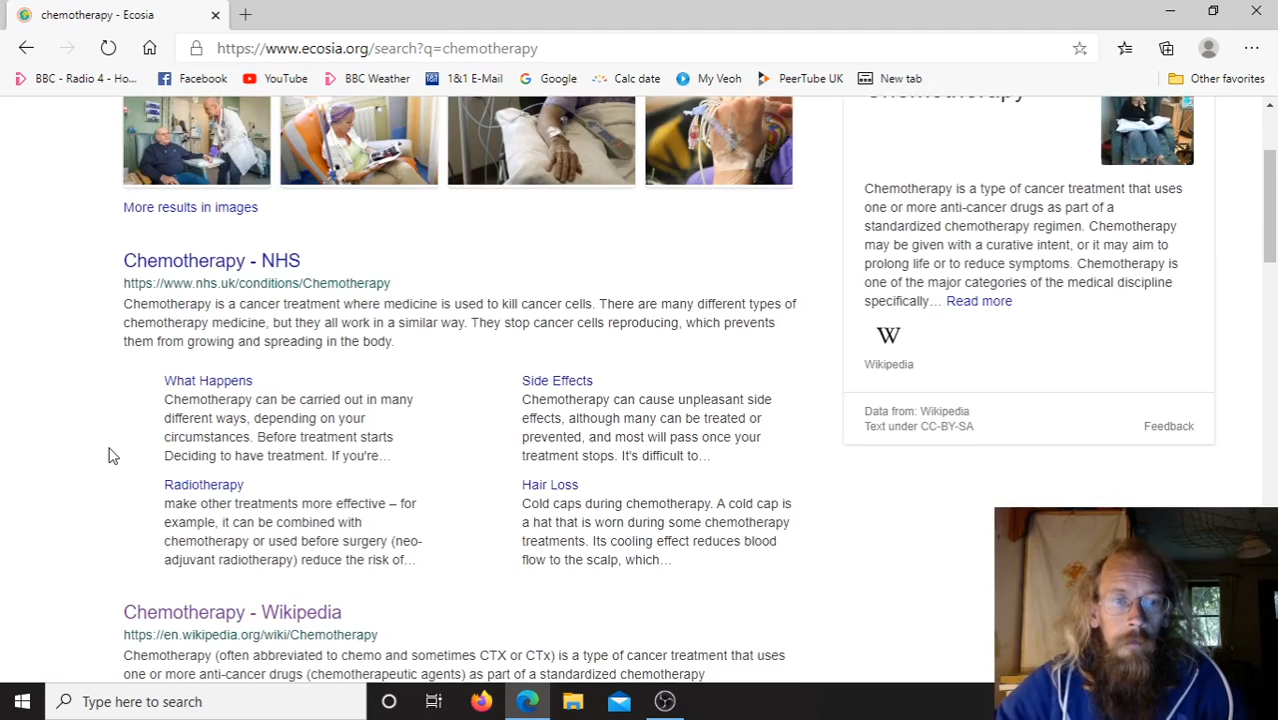 chemotherapy - Ecosia
https://www.ecosia.org/search?q=chemotherapy
BBC - Radio 4 - Ho... Facebook YouTube BBC Weather 1&1 E-Mail Google Calc date My Veoh PeerTube UK New tab Other favorites
More results in images
Chemotherapy - NHS
https://www.nhs.uk/conditions/Chemotherapy
Chemotherapy is a cancer treatment where medicine is used to kill cancer cells. There are many different types of
chemotherapy medicine, but they all work in a similar way. They stop cancer cells reproducing, which prevents
them from growing and spreading in the body.
What Happens
Chemotherapy can be carried out in many
different ways, depending on your
circumstances. Before treatment starts
Deciding to have treatment. If you're...
Side Effects
Chemotherapy can cause unpleasant side
effects, although many can be treated or
prevented, and most will pass once your
treatment stops. It's difficult to...
Radiotherapy
make other treatments more effective – for
example, it can be combined with
chemotherapy or used before surgery (neo-
adjuvant radiotherapy) reduce the risk of...
Hair Loss
Cold caps during chemotherapy. A cold cap is
a hat that is worn during some chemotherapy
treatments. Its cooling effect reduces blood
flow to the scalp, which...
Chemotherapy - Wikipedia
https://en.wikipedia.org/wiki/Chemotherapy
Chemotherapy (often abbreviated to chemo and sometimes CTX or CTx) is a type of cancer treatment that uses
one or more anti-cancer drugs (chemotherapeutic agents) as part of a standardized chemotherapy
Chemotherapy
Chemotherapy is a type of cancer treatment that uses
one or more anti-cancer drugs as part of a
standardized chemotherapy regimen. Chemotherapy
may be given with a curative intent, or it may aim to
prolong life or to reduce symptoms. Chemotherapy is
one of the major categories of the medical discipline
specifically... Read more
W
Wikipedia
Data from: Wikipedia
Text under CC-BY-SA
Feedback
Type here to search